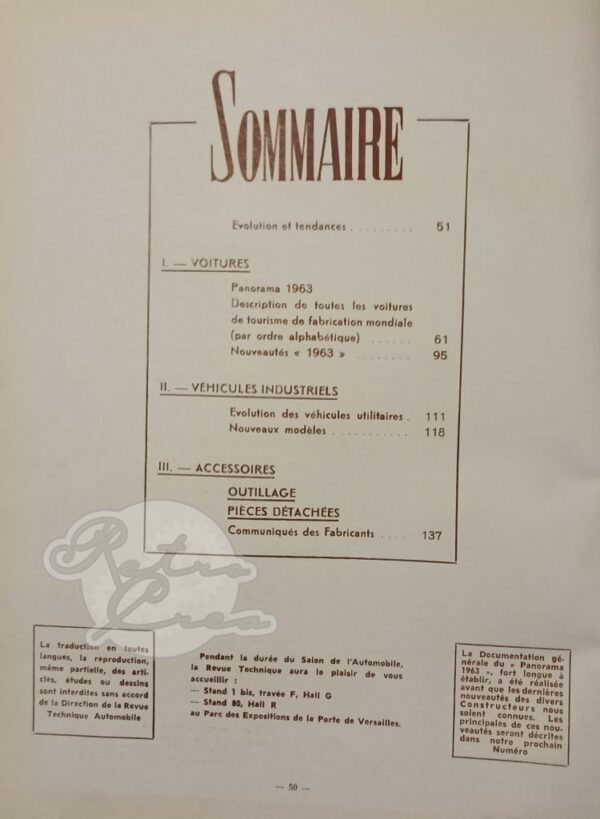 SOMMAIRE
Evolution et tendances ......... 51
I. — VOITURES
Panorama 1963
Description de toutes les voitures
de tourisme de fabrication mondiale
(par ordre alphabétique) ...... 61
Nouveautés « 1963 » ........ 95
II. — VÉHICULES INDUSTRIELS
Evolution des véhicules utilitaires . 111
Nouveaux modèles .......... 118
III. — ACCESSOIRES
OUTILLAGE
PIÈCES DÉTACHÉES
Communiqués des Fabricants .... 137
Retro
Crea
La traduction en toutes
langues, la reproduction,
même partielle, des arti-
cles, études ou dessins
sont interdites sans accord
de la Direction de la Revue
Technique Automobile
Pendant la durée du Salon de l'Automobile,
la Revue Technique aura le plaisir de vous
accueillir :
— Stand 1 bis, travée F, Hall G
— Stand 80, Hall R
au Parc des Expositions de la Porte de Versailles.
La Documentation gé-
nérale du « Panorama
1963 », fort longue à
établir, a été réalisée
avant que les dernières
nouveautés des divers
Constructeurs nous
soient connues. Les
principales de ces nou-
veautés seront décrites
dans notre prochain
Numéro
— 50 —